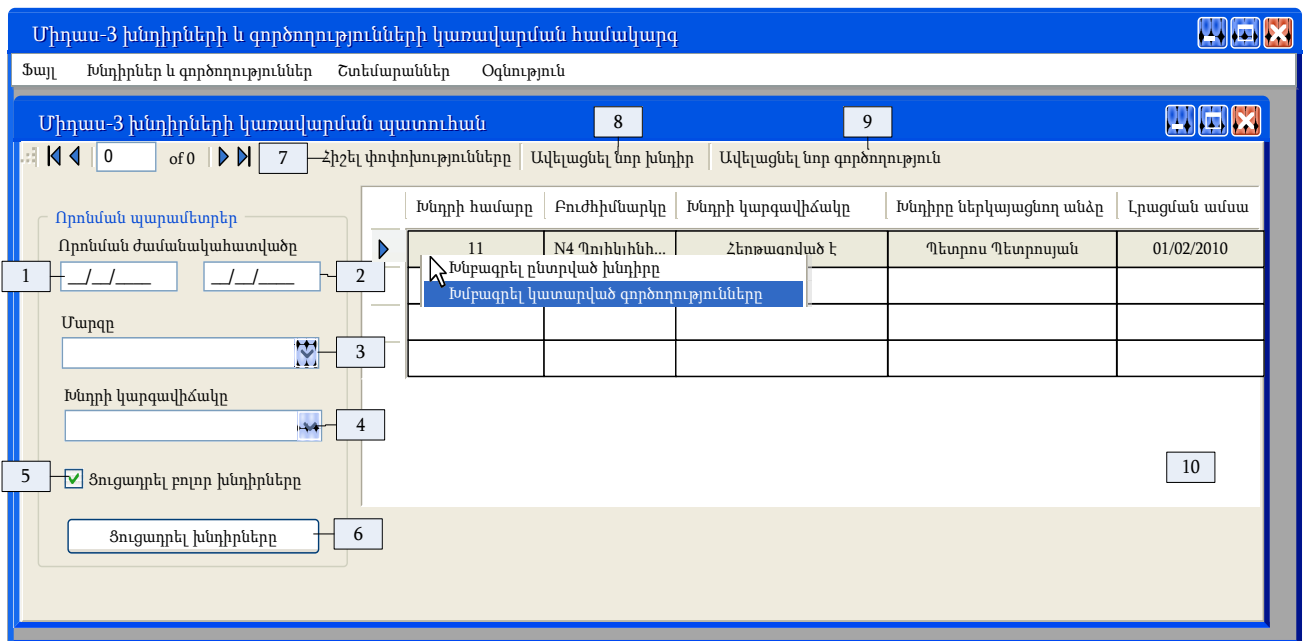 Միդաս-3 խնդիրների և գործողությունների կառավարման համակարգ
Ֆայլ Խնդիրներ և գործողություններ Շտեմարաններ Օգնություն
Միդաս-3 խնդիրների կառավարման պատուհան
8 9
0 of 0 7 Հիշել փոփոխությունները Ավելացնել նոր խնդիր Ավելացնել նոր գործողություն
Խնդրի համարը Բուժհիմնարկը Խնդրի կարգավիճակը Խնդիրը ներկայացնող անձը Լրացման ամսա
Որոնման պարամետրեր
Որոնման ժամանակահատվածը
11 N4 Պոլիկլինի... Հերթագրված է Պետրոս Պետրոսյան 01/02/2010
1 __/__/____ __/__/____ 2
Խնբագրել ընտրված խնդիրը
Խմբագրել կատարված գործողությունները
Մարզը
3
Խնդրի կարգավիճակը
4
5 Ցուցադրել բոլոր խնդիրները
10
Ցուցադրել խնդիրները 6